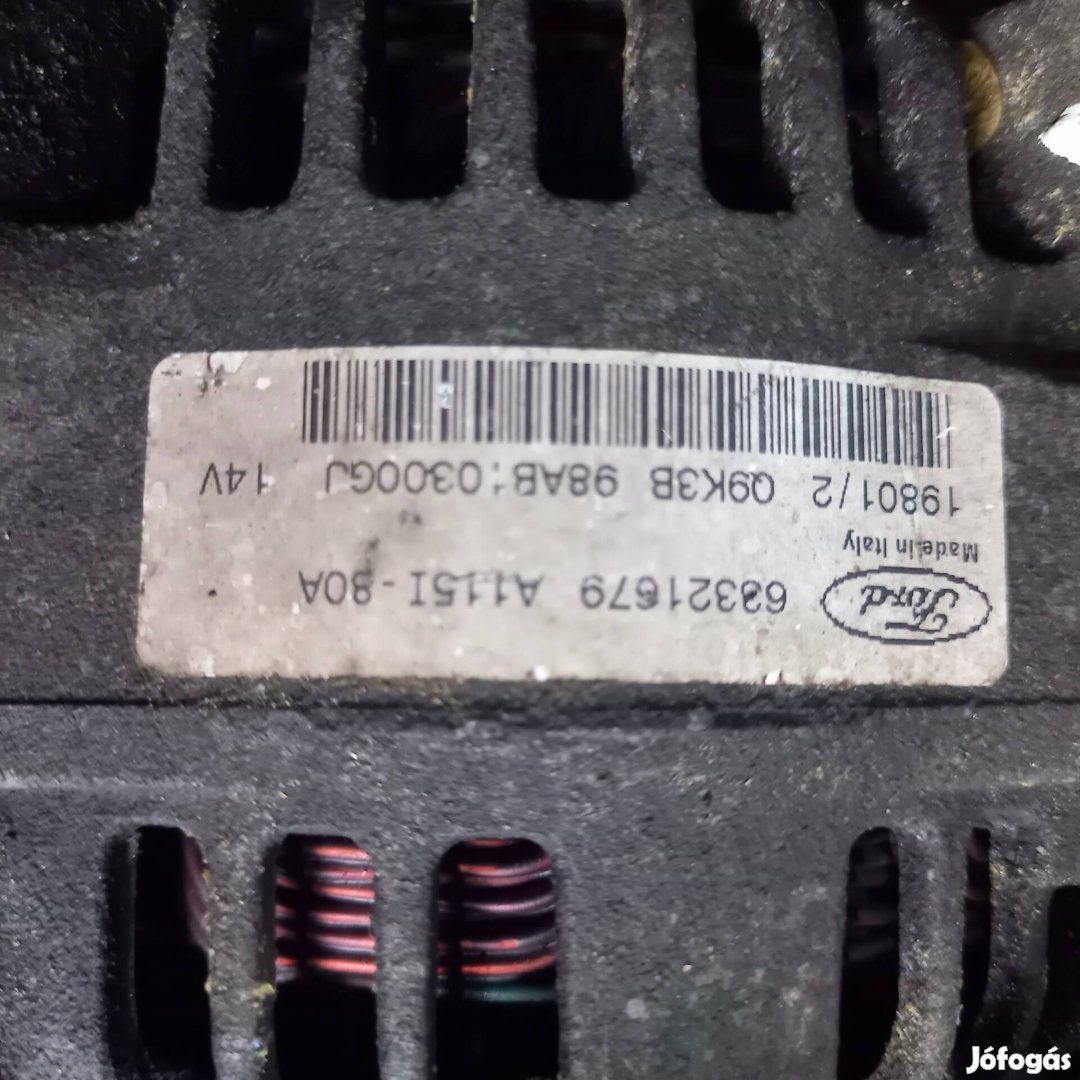 Ford
63321679 A115I-80A
Made in Italy
19801/2 Q9K3B 98AB:0300GJ 14V
Jófogás